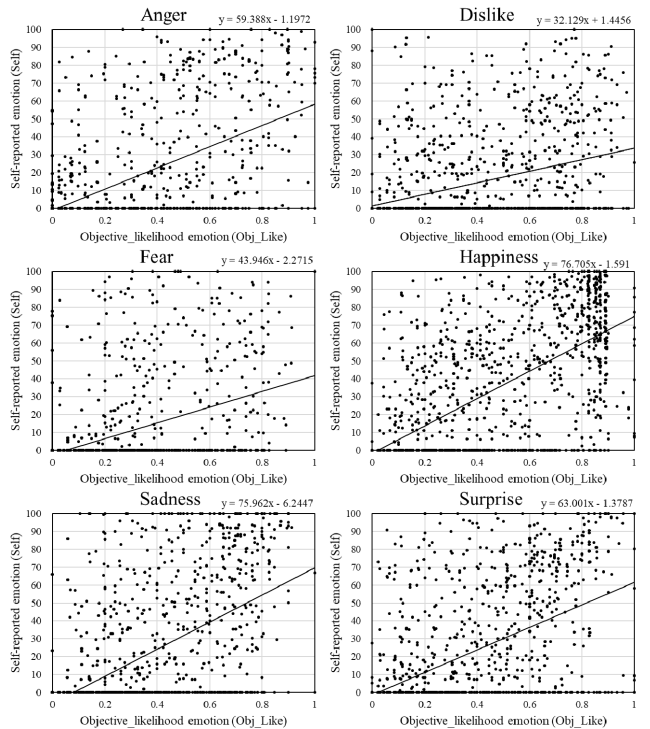 Anger
y = 59.388x - 1.1972
100
90
80
70
60
50
40
30
20
10
0
Self-reported emotion (Self)
0 0.2 0.4 0.6 0.8 1
Objective_likelihood emotion (Obj_Like)
Dislike
y = 32.129x + 1.4456
100
90
80
70
60
50
40
30
20
10
0
Self-reported emotion (Self)
0 0.2 0.4 0.6 0.8 1
Objective_likelihood emotion (Obj_Like)
Fear
y = 43.946x - 2.2715
100
90
80
70
60
50
40
30
20
10
0
Self-reported emotion (Self)
0 0.2 0.4 0.6 0.8 1
Objective_likelihood emotion (Obj_Like)
Happiness
y = 76.705x - 1.591
100
90
80
70
60
50
40
30
20
10
0
Self-reported emotion (Self)
0 0.2 0.4 0.6 0.8 1
Objective_likelihood emotion (Obj_Like)
Sadness
y = 75.962x - 6.2447
100
90
80
70
60
50
40
30
20
10
0
Self-reported emotion (Self)
0 0.2 0.4 0.6 0.8 1
Objective_likelihood emotion (Obj_Like)
Surprise
y = 63.001x - 1.3787
100
90
80
70
60
50
40
30
20
10
0
Self-reported emotion (Self)
0 0.2 0.4 0.6 0.8 1
Objective_likelihood emotion (Obj_Like)